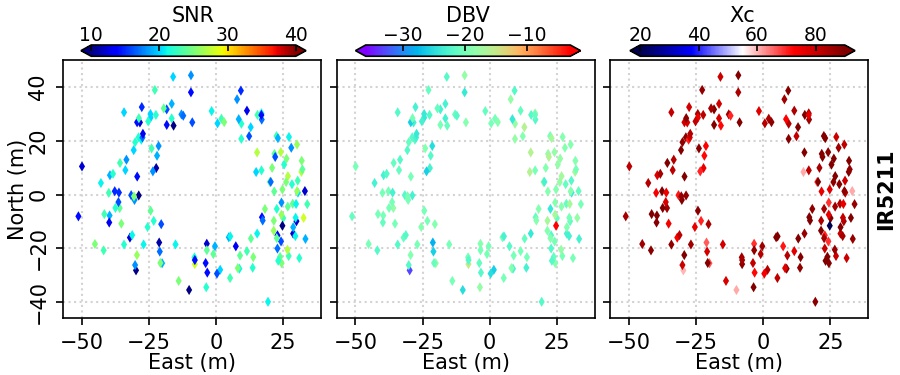 SNR DBV Xc
10 20 30 40 −30 −20 −10 20 40 60 80
40
20
0
−20
−40
North (m)
IR5211
−50 −25 0 25 −50 −25 0 25 −50 −25 0 25
East (m) East (m) East (m)